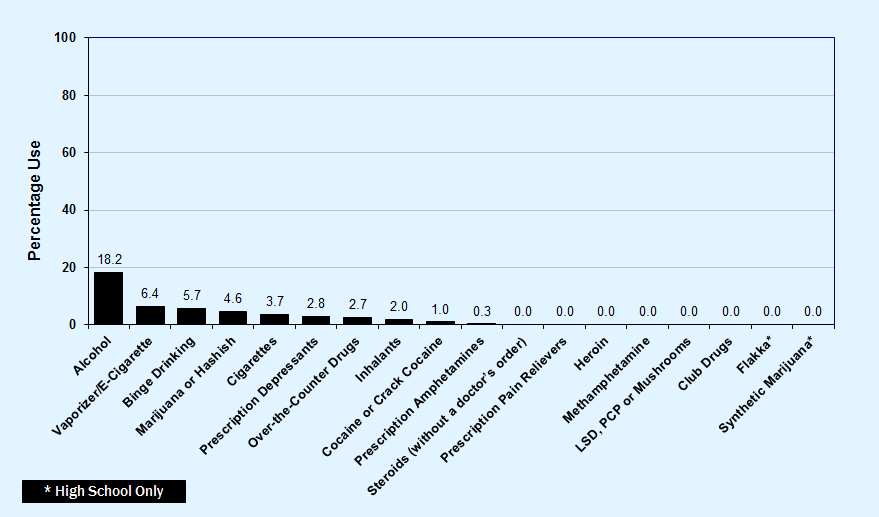 100
80
60
40
20
0
Percentage Use
18.2
6.4
5.7
4.6
3.7
2.8
2.7
2.0
1.0
0.3
0.0
0.0
0.0
0.0
0.0
0.0
0.0
0.0
Alcohol
Vaporizer/E-Cigarette
Binge Drinking
Marijuana or Hashish
Cigarettes
Prescription Depressants
Over-the-Counter Drugs
Inhalants
Cocaine or Crack Cocaine
Prescription Amphetamines
Steroids (without a doctor's order)
Prescription Pain Relievers
Heroin
Methamphetamine
LSD, PCP or Mushrooms
Club Drugs
Flakka*
Synthetic Marijuana*
* High School Only